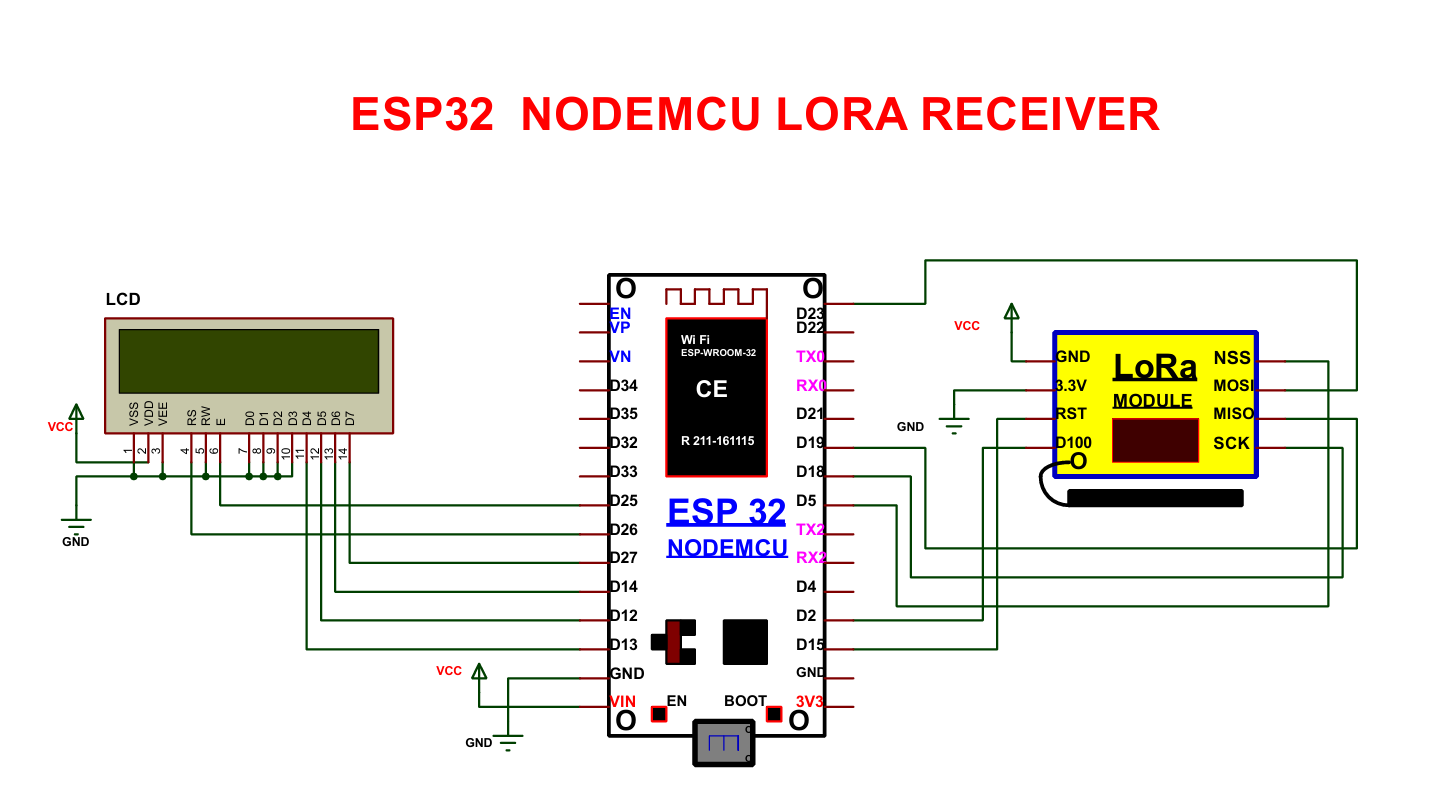 ESP32 NODEMCU LORA RECEIVER
LCD
VSS
VDD
VEE
RS
RW
E
D0
D1
D2
D3
D4
D5
D6
D7
1
2
3
4
5
6
7
8
9
10
11
12
13
14
VCC
GND
EN
VP
VN
D34
D35
D32
D33
D25
D26
D27
D14
D12
D13
GND
VIN
VCC
GND
Wi Fi
ESP-WROOM-32
CE
R 211-161115
ESP 32
NODEMCU
EN
BOOT
D23
D22
TX0
RX0
D21
D19
D18
D5
TX2
RX2
D4
D2
D15
GND
3V3
VCC
GND
GND
3.3V
RST
D100
LoRa
MODULE
NSS
MOSI
MISO
SCK